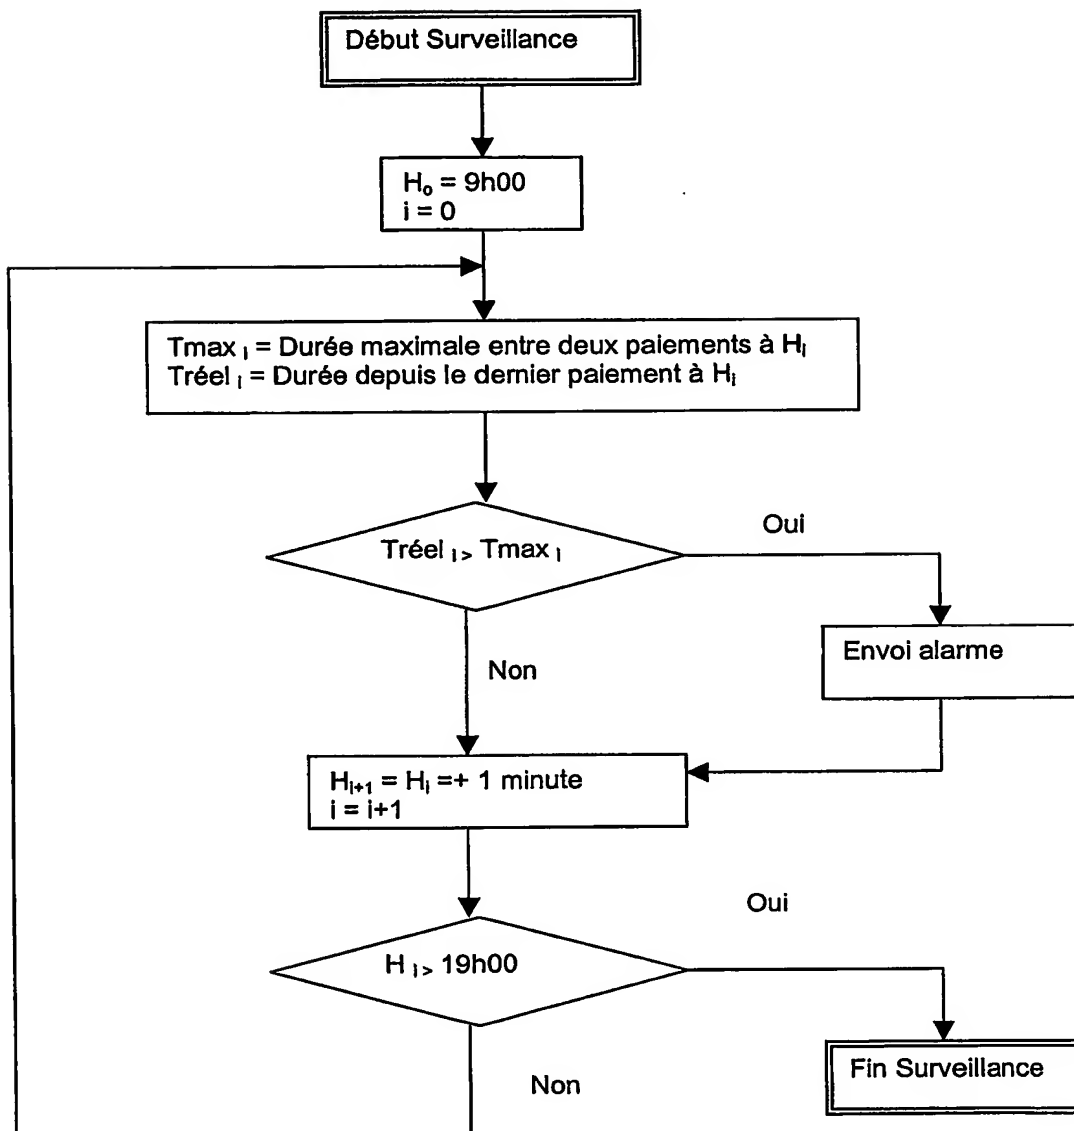 Début Surveillance
Hₒ = 9h00
i = 0
Tmax ᵢ = Durée maximale entre deux paiements à Hᵢ
Tréel ᵢ = Durée depuis le dernier paiement à Hᵢ
Oui
Tréel ᵢ > Tmax ᵢ
Envoi alarme
Non
Hᵢ₊₁ = Hᵢ =+ 1 minute
i = i+1
Oui
H ᵢ > 19h00
Fin Surveillance
Non